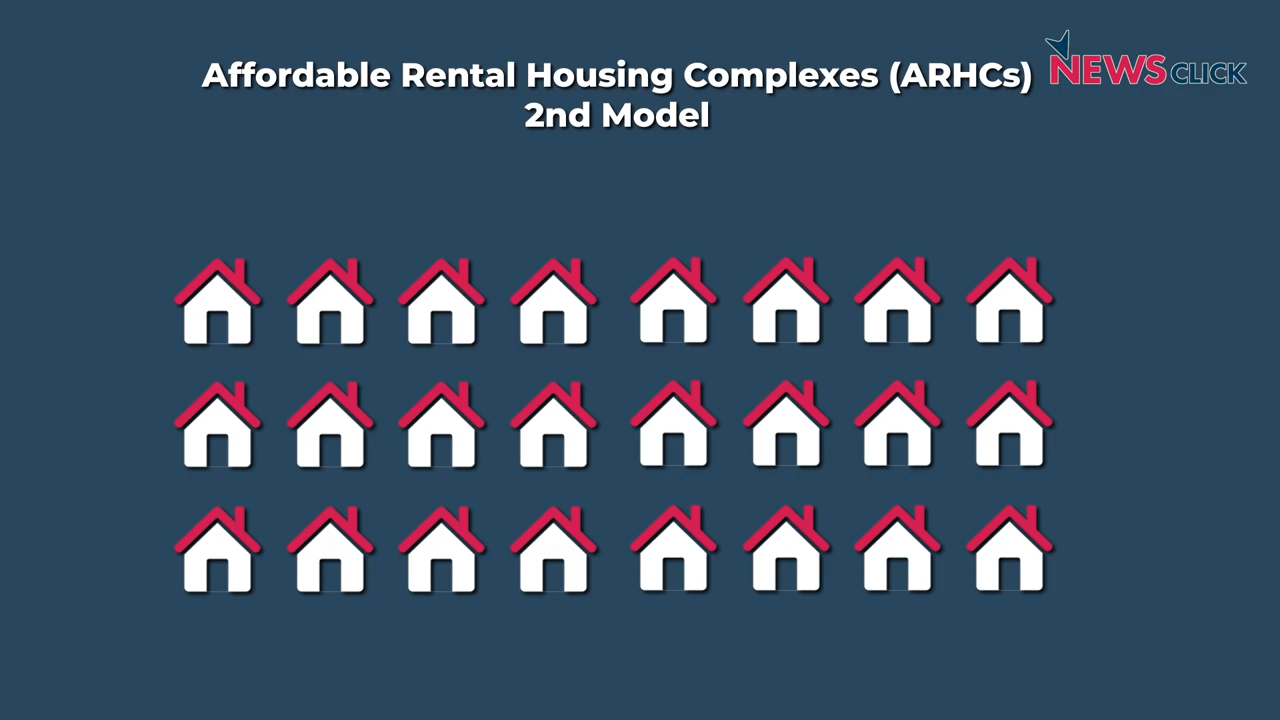 Affordable Rental Housing Complexes (ARHCs)
2nd Model
NEWSCLICK